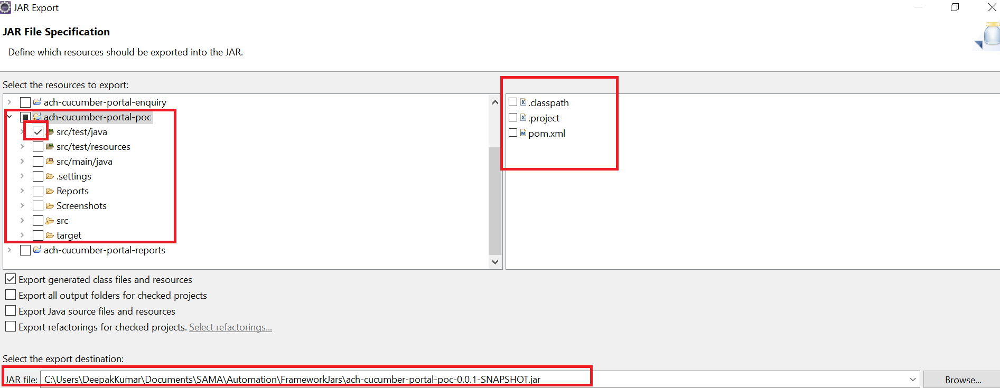 JAR Export
JAR File Specification
Define which resources should be exported into the JAR.
Select the resources to export:
ach-cucumber-portal-enquiry
ach-cucumber-portal-poc
src/test/java
src/test/resources
src/main/java
.settings
Reports
Screenshots
src
target
ach-cucumber-portal-reports
.classpath
.project
pom.xml
Export generated class files and resources
Export all output folders for checked projects
Export Java source files and resources
Export refactorings for checked projects. Select refactorings...
Select the export destination:
JAR file: C:\Users\DeepakKumar\Documents\SAMA\Automation\FrameworkJars\ach-cucumber-portal-poc-0.0.1-SNAPSHOT.jar Browse...